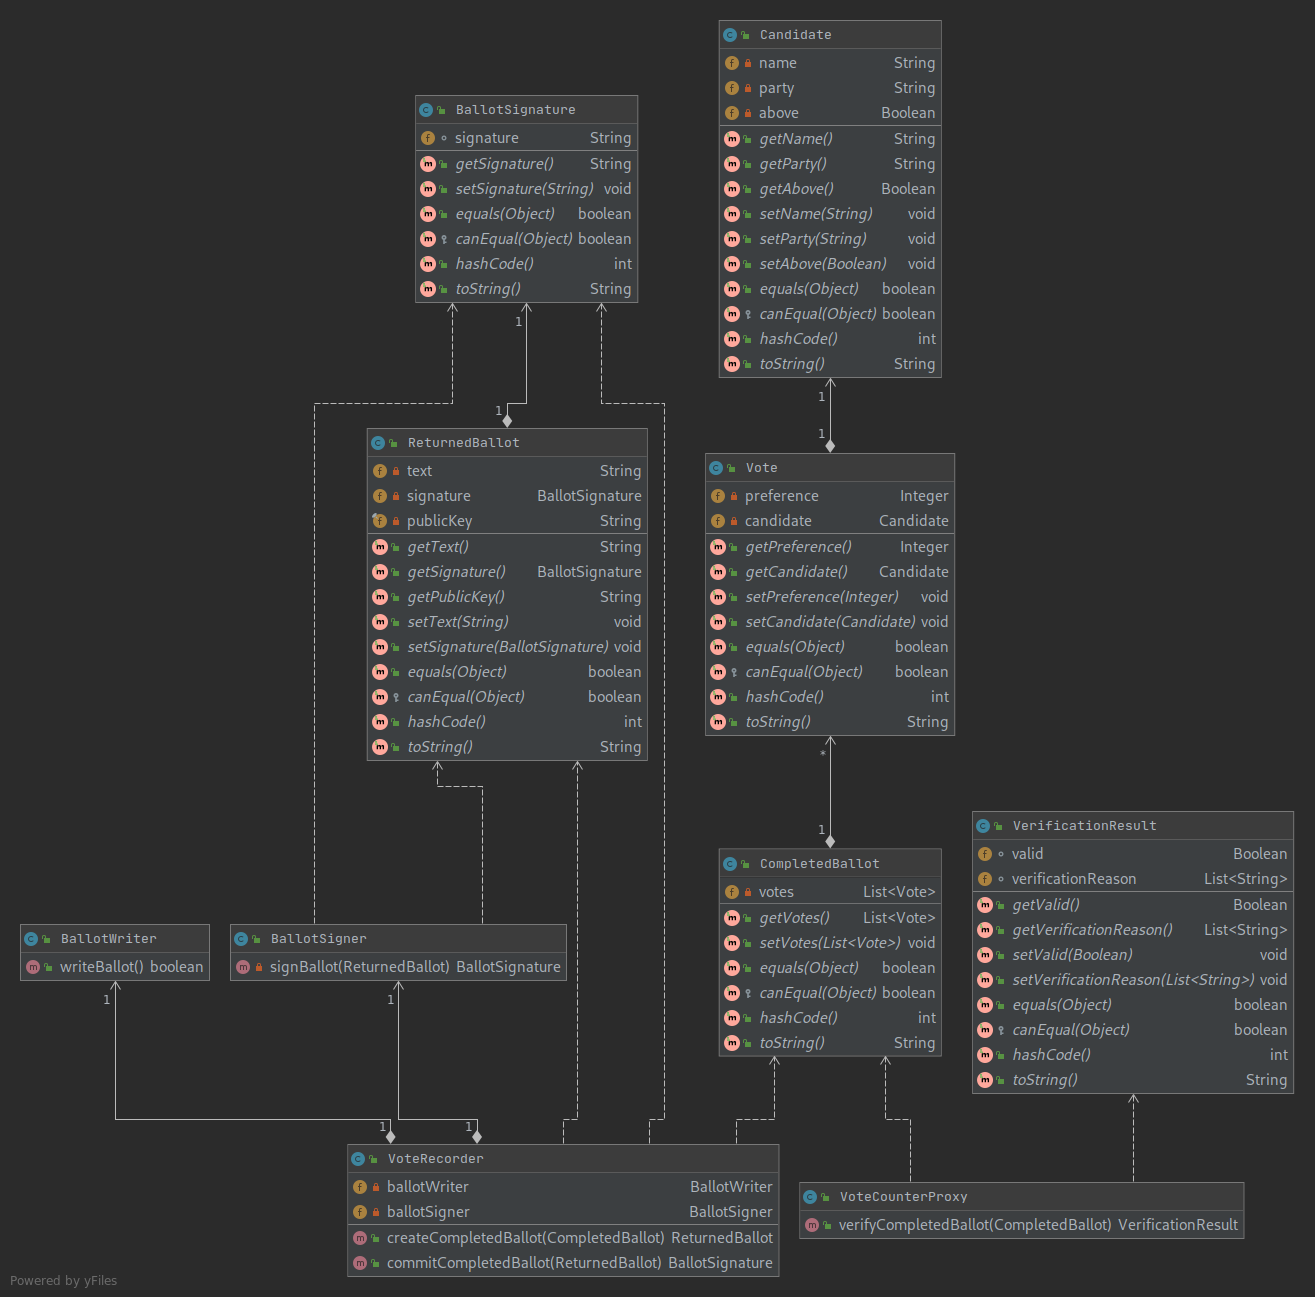 Candidate
name String
party String
above Boolean
getName() String
getParty() String
getAbove() Boolean
setName(String) void
setParty(String) void
setAbove(Boolean) void
equals(Object) boolean
canEqual(Object) boolean
hashCode() int
toString() String
1
1
BallotSignature
signature String
getSignature() String
setSignature(String) void
equals(Object) boolean
canEqual(Object) boolean
hashCode() int
toString() String
1
1
ReturnedBallot
text String
signature BallotSignature
publicKey String
getText() String
getSignature() BallotSignature
getPublicKey() String
setText(String) void
setSignature(BallotSignature) void
equals(Object) boolean
canEqual(Object) boolean
hashCode() int
toString() String
Vote
preference Integer
candidate Candidate
getPreference() Integer
getCandidate() Candidate
setPreference(Integer) void
setCandidate(Candidate) void
equals(Object) boolean
canEqual(Object) boolean
hashCode() int
toString() String
*
1
CompletedBallot
votes List<Vote>
getVotes() List<Vote>
setVotes(List<Vote>) void
equals(Object) boolean
canEqual(Object) boolean
hashCode() int
toString() String
VerificationResult
valid Boolean
verificationReason List<String>
getValid() Boolean
getVerificationReason() List<String>
setValid(Boolean) void
setVerificationReason(List<String>) void
equals(Object) boolean
canEqual(Object) boolean
hashCode() int
toString() String
BallotWriter
writeBallot() boolean
1
BallotSigner
signBallot(ReturnedBallot) BallotSignature
1
1
1
VoteRecorder
ballotWriter BallotWriter
ballotSigner BallotSigner
createCompletedBallot(CompletedBallot) ReturnedBallot
commitCompletedBallot(ReturnedBallot) BallotSignature
VoteCounterProxy
verifyCompletedBallot(CompletedBallot) VerificationResult
Powered by yFiles